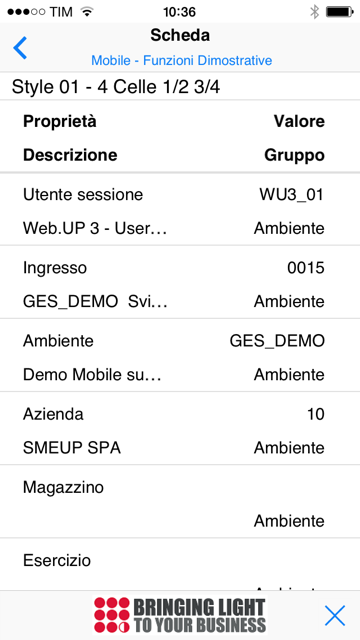 TIM 10:36
Scheda
Mobile - Funzioni Dimostrative
Style 01 - 4 Celle 1/2 3/4
Proprietà Valore
Descrizione Gruppo
Utente sessione WU3_01
Web.UP 3 - User... Ambiente
Ingresso 0015
GES_DEMO Svi... Ambiente
Ambiente GES_DEMO
Demo Mobile su... Ambiente
Azienda 10
SMEUP SPA Ambiente
Magazzino
Ambiente
Esercizio
BRINGING LIGHT
TO YOUR BUSINESS